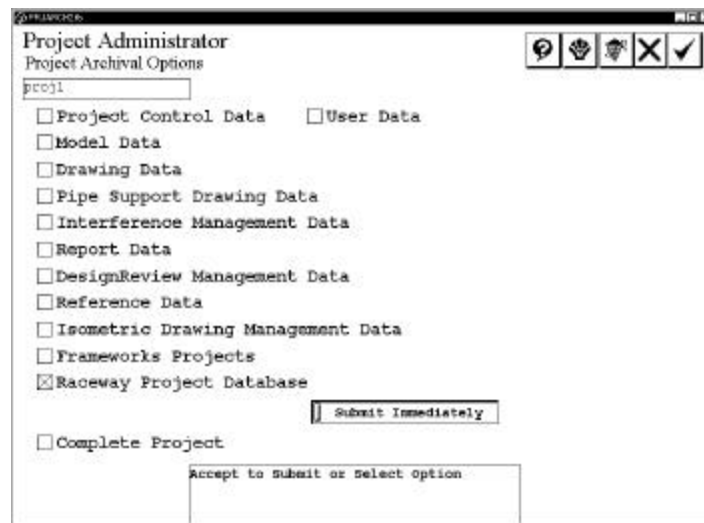 Project Administrator
Project Archival Options
proj1
Project Control Data User Data
Model Data
Drawing Data
Pipe Support Drawing Data
Interference Management Data
Report Data
DesignReview Management Data
Reference Data
Isometric Drawing Management Data
Frameworks Projects
Raceway Project Database
Submit Immediately
Complete Project
Accept to Submit or Select Option